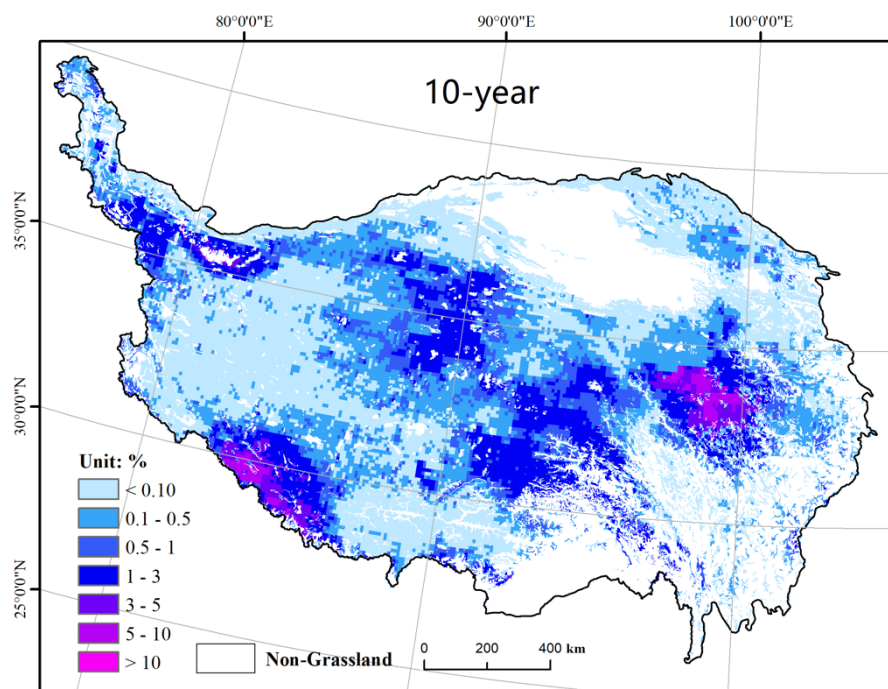 80°0'0"E 90°0'0"E 100°0'0"E
10-year
35°0'0"N
30°0'0"N
25°0'0"N
Unit: %
< 0.10
0.1 - 0.5
0.5 - 1
1 - 3
3 - 5
5 - 10
> 10
Non-Grassland
0 200 400 km